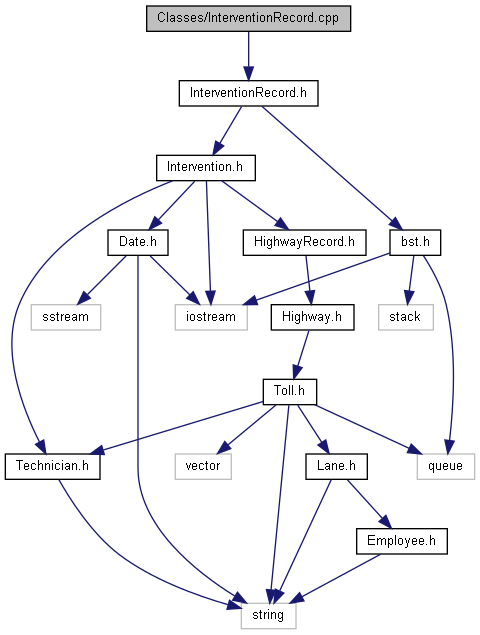 Classes/InterventionRecord.cpp
InterventionRecord.h
Intervention.h
Date.h
HighwayRecord.h
bst.h
sstream
iostream
Highway.h
stack
Toll.h
Technician.h
vector
Lane.h
queue
Employee.h
string